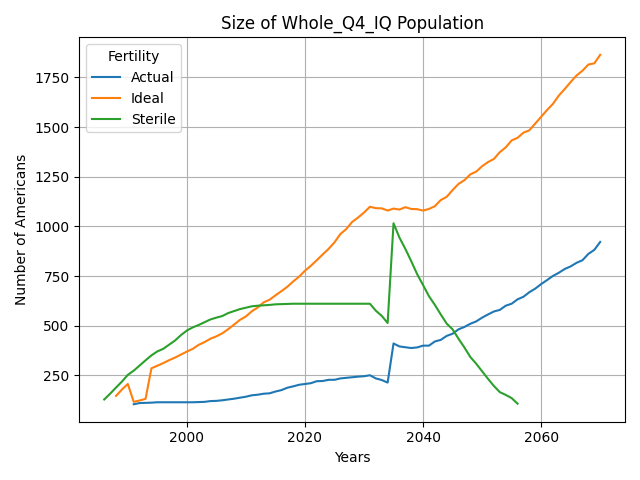 Size of Whole_Q4_IQ Population
Fertility
Actual
Ideal
Sterile
Number of Americans
1750
1500
1250
1000
750
500
250
2000 2020 2040 2060
Years